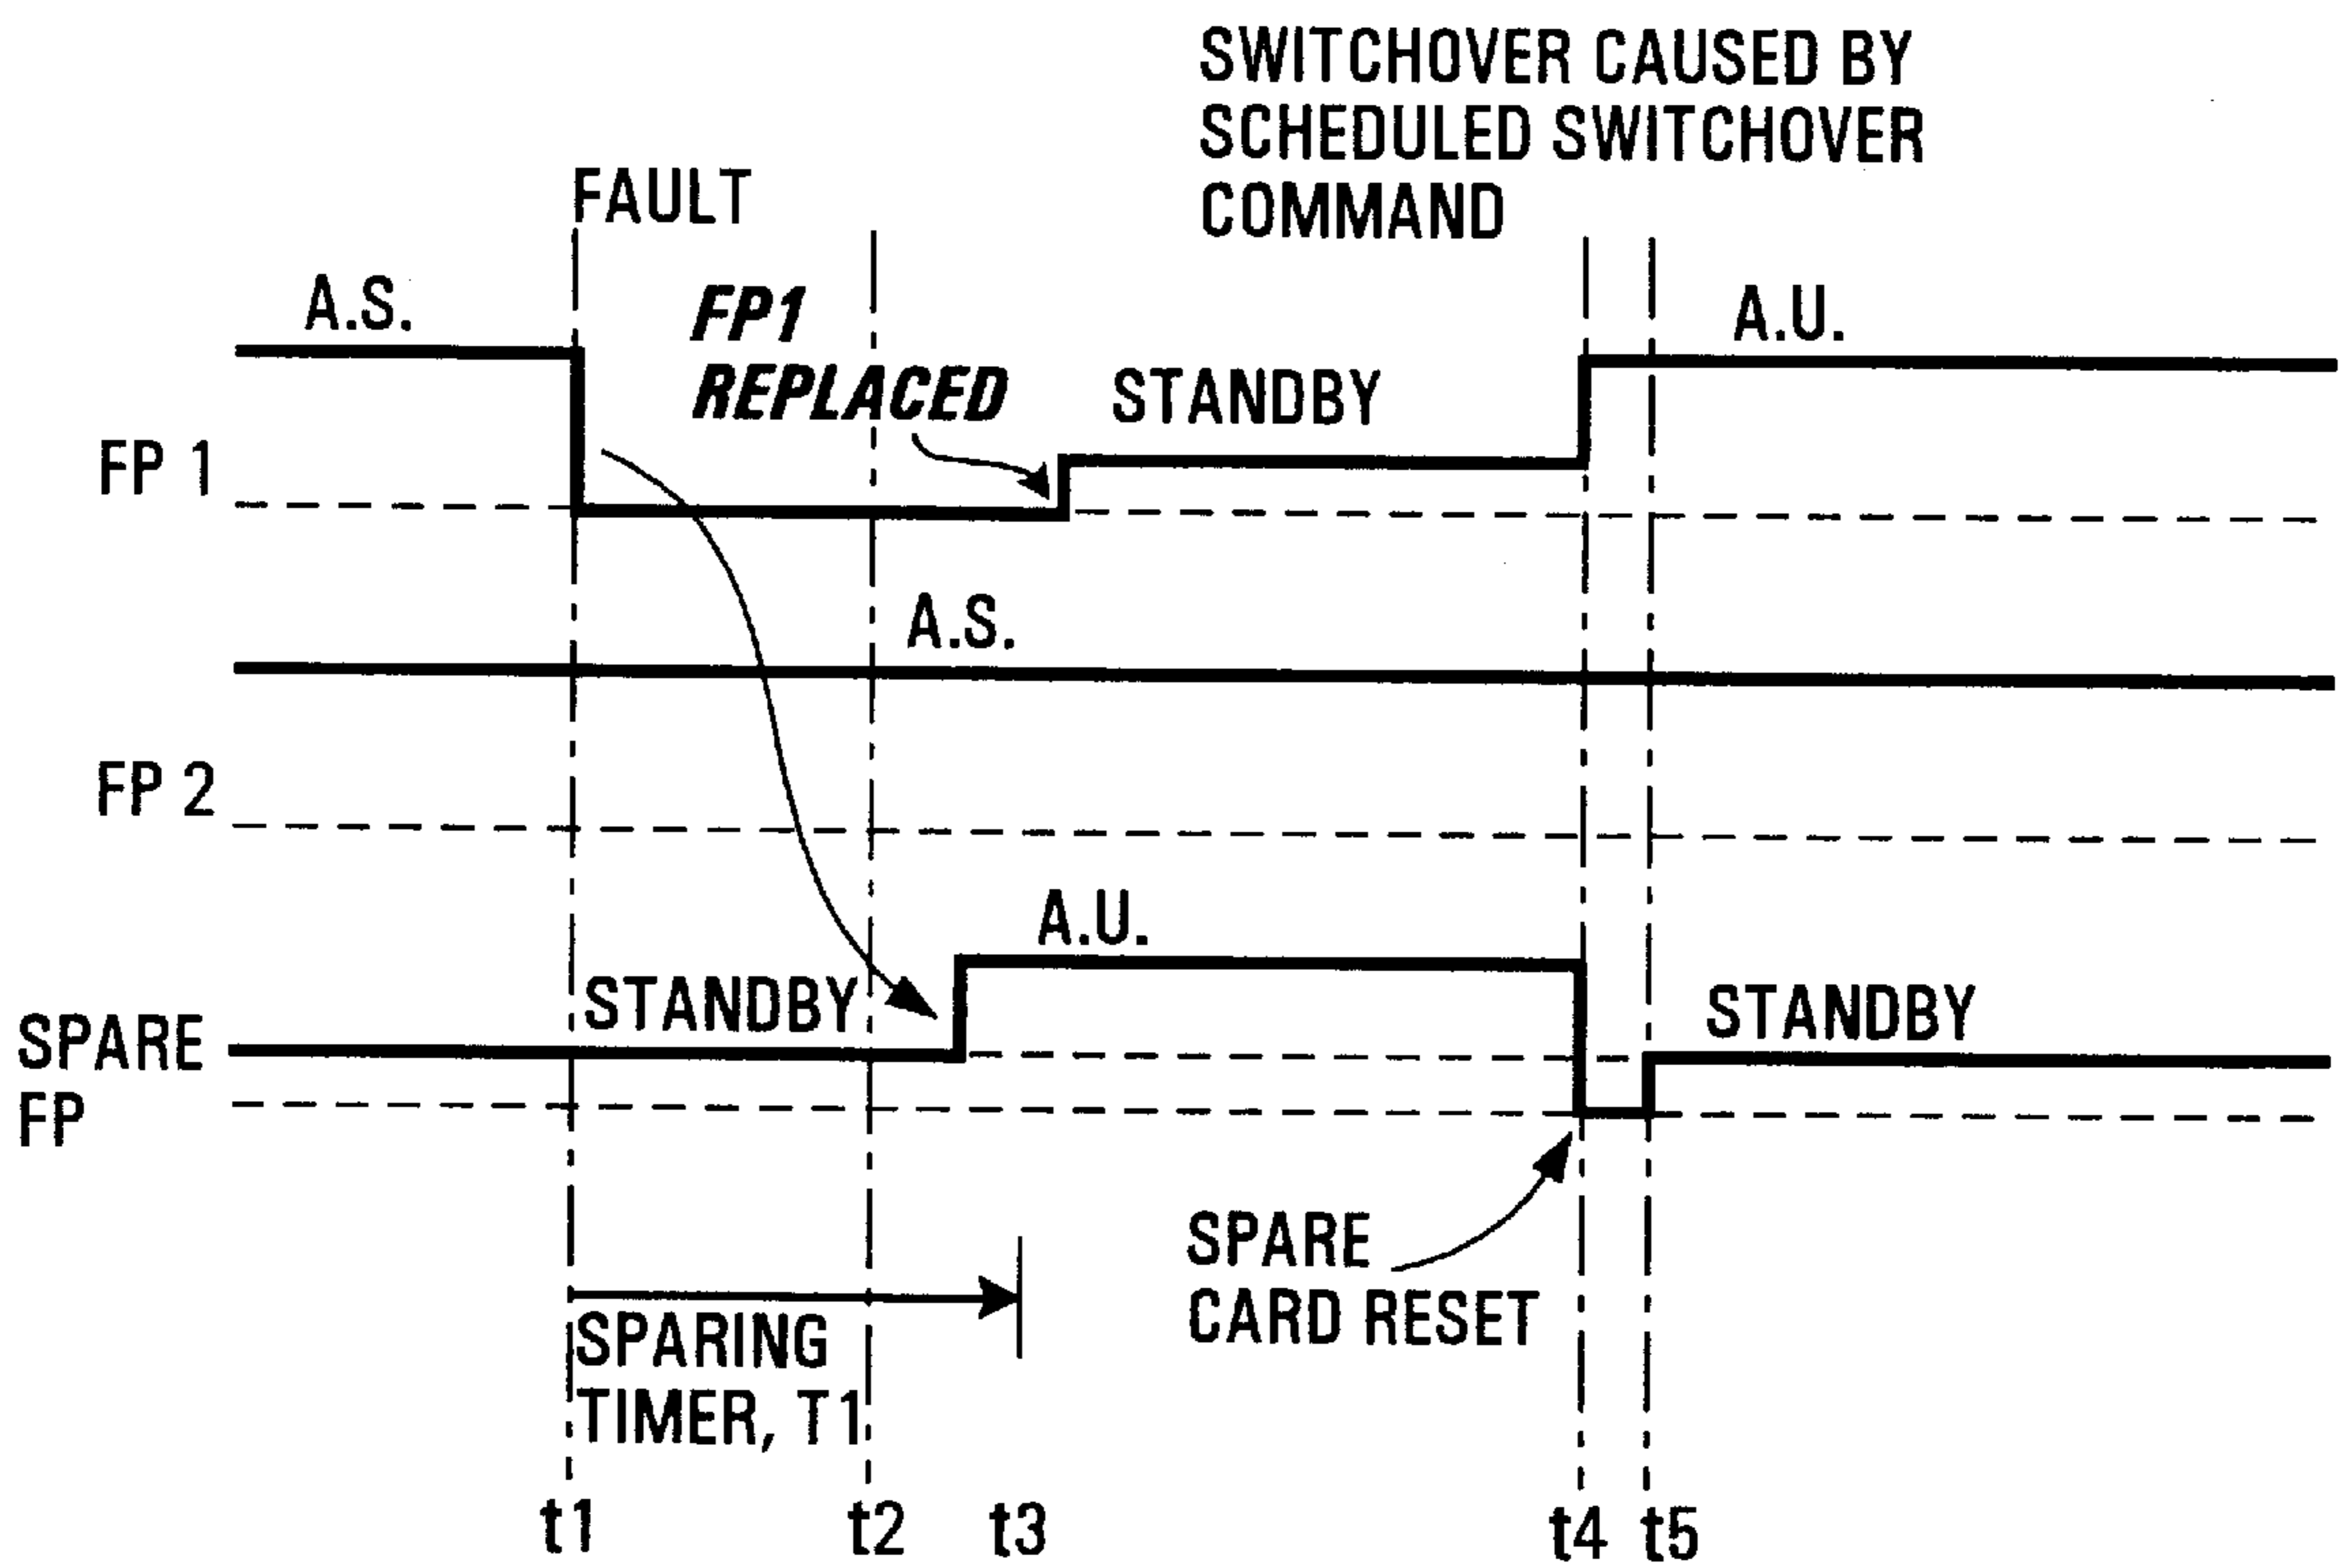 SWITCHOVER CAUSED BY
SCHEDULED SWITCHOVER
COMMAND
FAULT
A.S.
FP1
REPLACED
STANDBY
A.U.
FP 1
A.S.
FP 2
A.U.
STANDBY
STANDBY
SPARE
FP
SPARE
CARD RESET
SPARING
TIMER, T1
t1
t2
t3
t4
t5